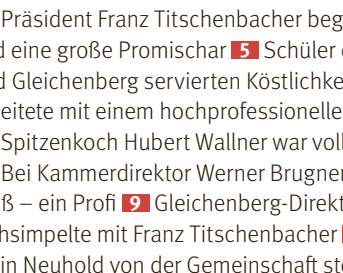 Präsident Franz Titschenbacher beg
d eine große Promischar 5 Schüler
d Gleichenberg servierten Köstlichke
eitete mit einem hochprofessionelle
Spitzenkoch Hubert Wallner war voll
Bei Kammerdirektor Werner Brugner
ß – ein Profi 9 Gleichenberg-Direkt
hsimpelte mit Franz Titschenbacher
in Neuhold von der Gemeinschaft st